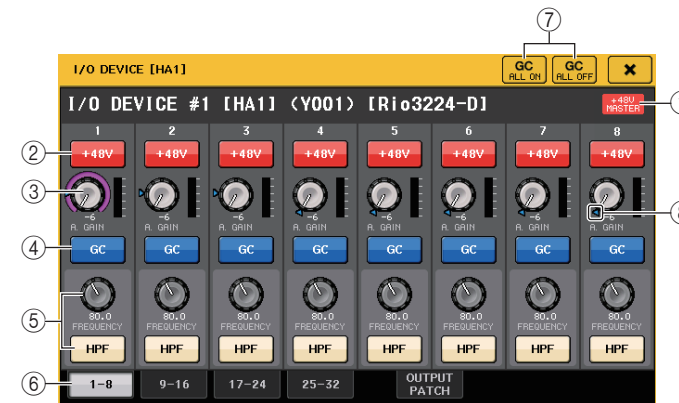 ⑦
I/O DEVICE [HA1] GC ALL ON GC ALL OFF ×
I/O DEVICE #1 [HA1] (Y001) [Rio3224-D] +48V MASTER
1 2 3 4 5 6 7 8
② +48V +48V +48V +48V +48V +48V +48V +48V
③ -6 -6 -6 -6 -6 -6 -6 -6
A. GAIN A. GAIN A. GAIN A. GAIN A. GAIN A. GAIN A. GAIN A. GAIN
④ GC GC GC GC GC GC GC GC
⑤ 80.0 80.0 80.0 80.0 80.0 80.0 80.0 80.0
FREQUENCY FREQUENCY FREQUENCY FREQUENCY FREQUENCY FREQUENCY FREQUENCY FREQUENCY
HPF HPF HPF HPF HPF HPF HPF HPF
⑥ 1-8 9-16 17-24 25-32 OUTPUT PATCH